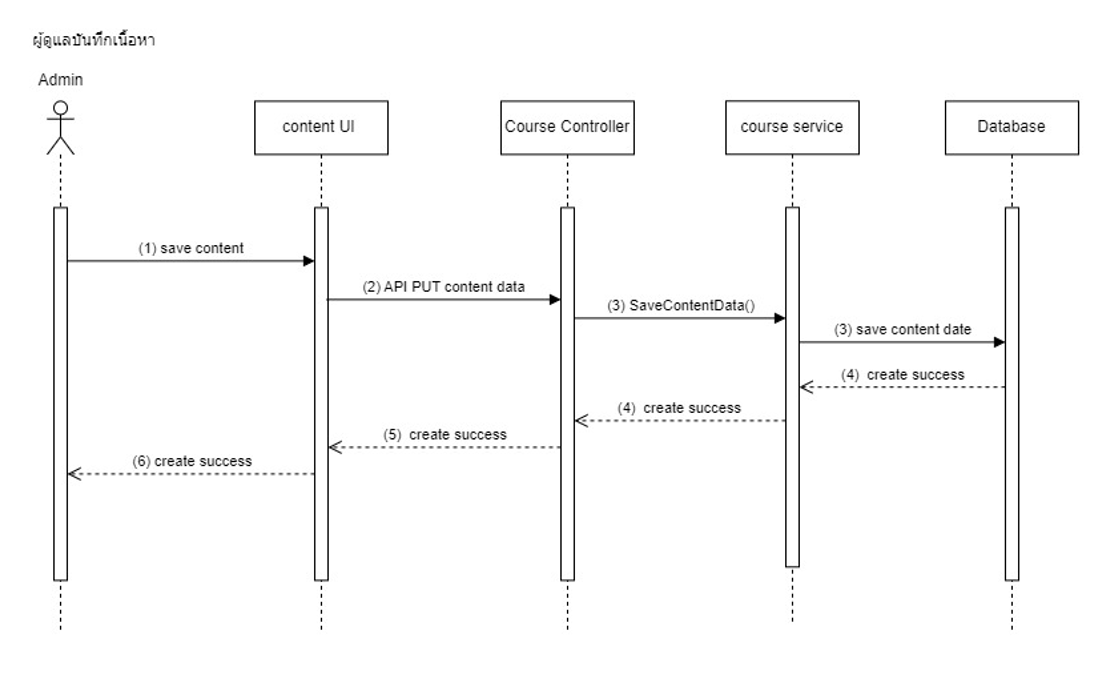 ผู้ดูแลบันทึกเนื้อหา
Admin
content UI
Course Controller
course service
Database
(1) save content
(2) API PUT content data
(3) SaveContentData()
(3) save content date
(4) create success
(4) create success
(5) create success
(6) create success